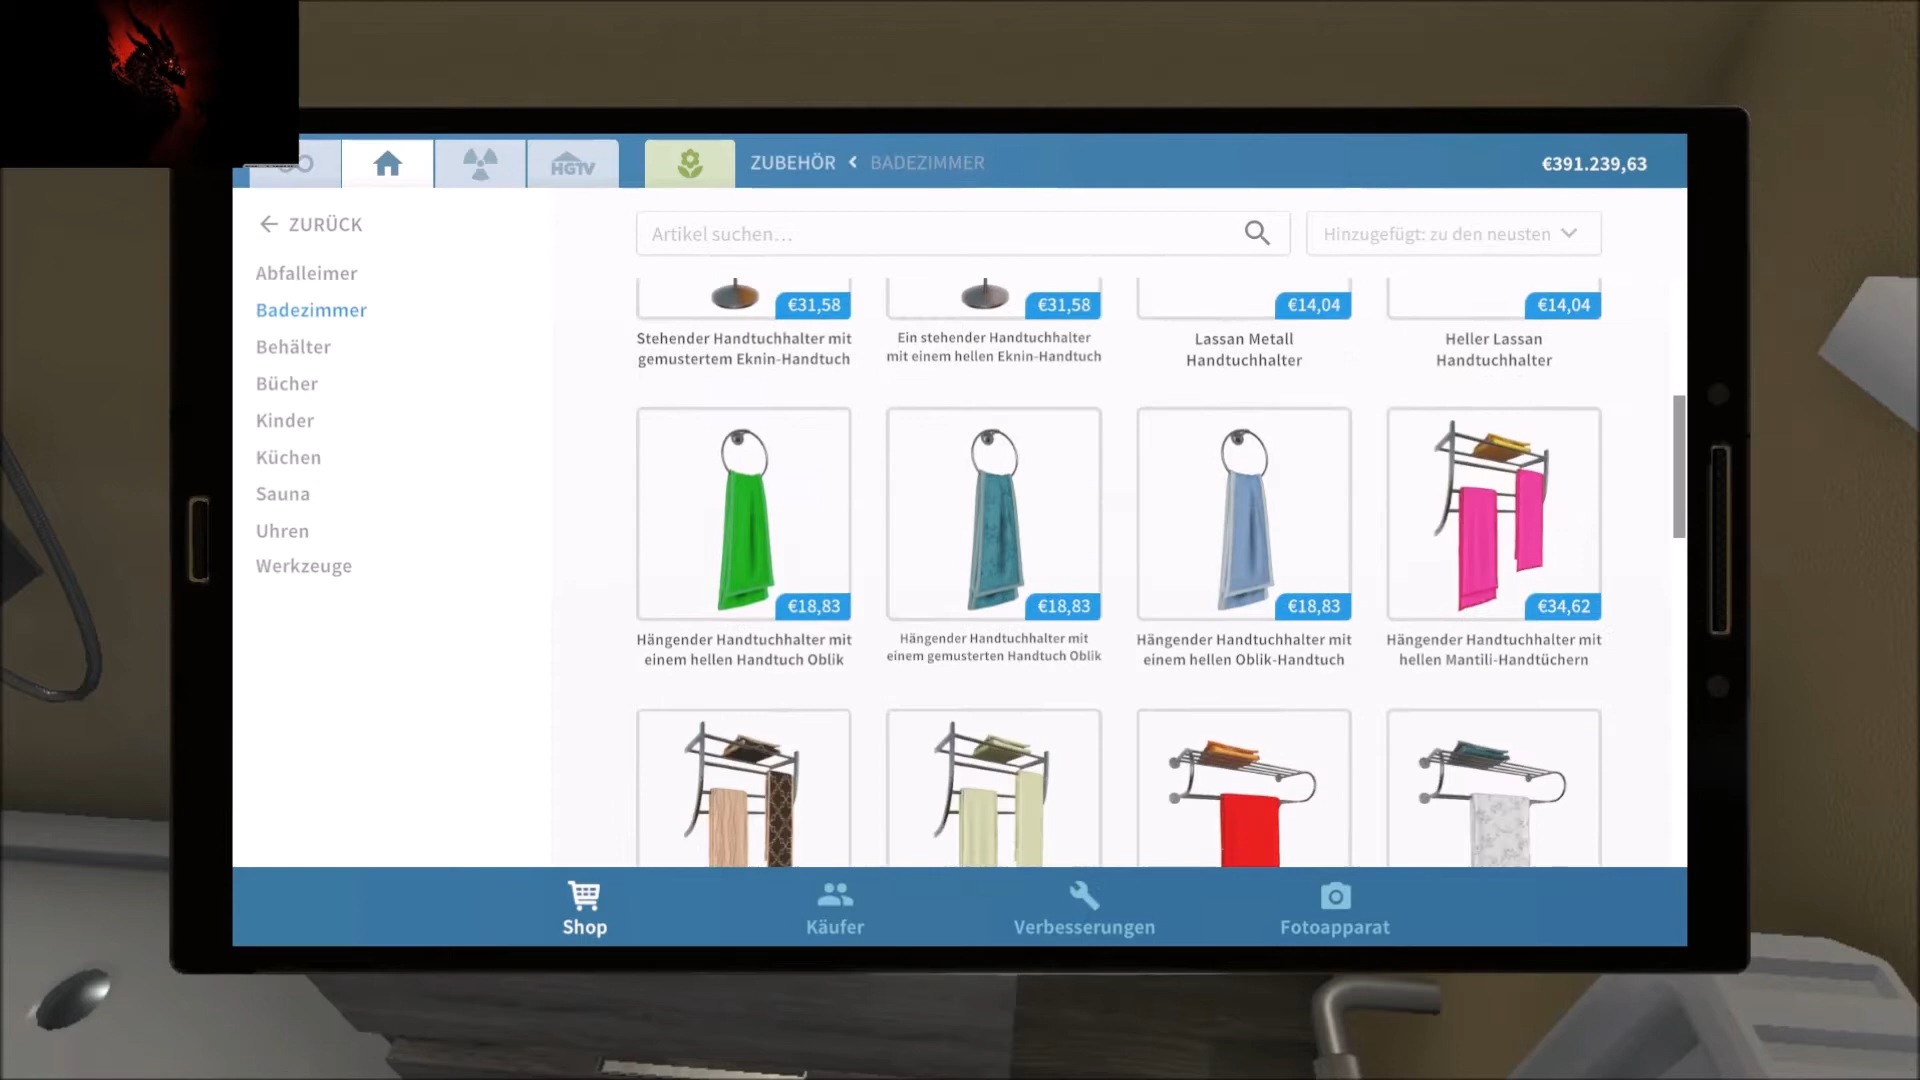 HGTV
ZUBEHÖR < BADEZIMMER
€391.239,63
ZURÜCK
Artikel suchen...
Hinzugefügt: zu den neusten
Abfalleimer
Badezimmer
Behälter
Bücher
Kinder
Küchen
Sauna
Uhren
Werkzeuge
€31,58
€31,58
€14,04
€14,04
Stehender Handtuchhalter mit
gemustertem Eknin-Handtuch
Ein stehender Handtuchhalter
mit einem hellen Eknin-Handtuch
Lassan Metall
Handtuchhalter
Heller Lassan
Handtuchhalter
€18,83
€18,83
€18,83
€34,62
Hängender Handtuchhalter mit
einem hellen Handtuch Oblik
Hängender Handtuchhalter mit
einem gemusterten Handtuch Oblik
Hängender Handtuchhalter mit
einem hellen Oblik-Handtuch
Hängender Handtuchhalter mit
hellen Mantili-Handtüchern
Shop
Käufer
Verbesserungen
Fotoapparat